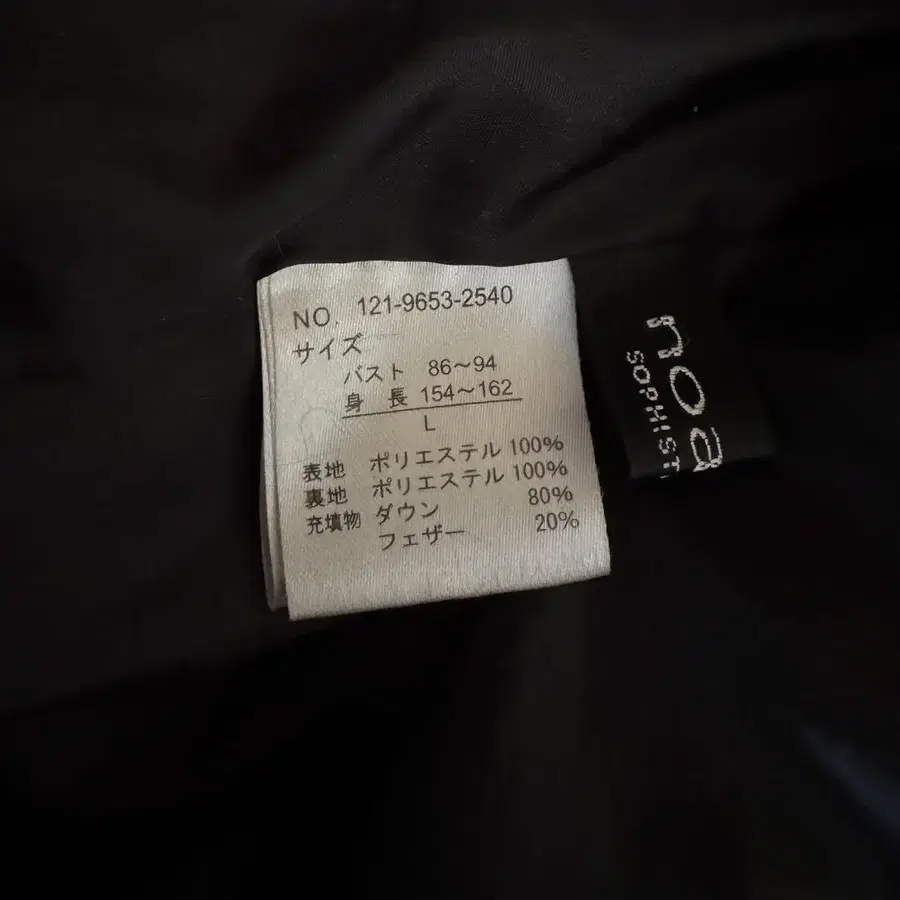 NO. 121-9653-2540
サイズ
バスト 86〜94
身 長 154〜162
L
表地 ポリエステル 100%
裏地 ポリエステル 100%
充填物 ダウン 80%
フェザー 20%
noa
SOPHIST